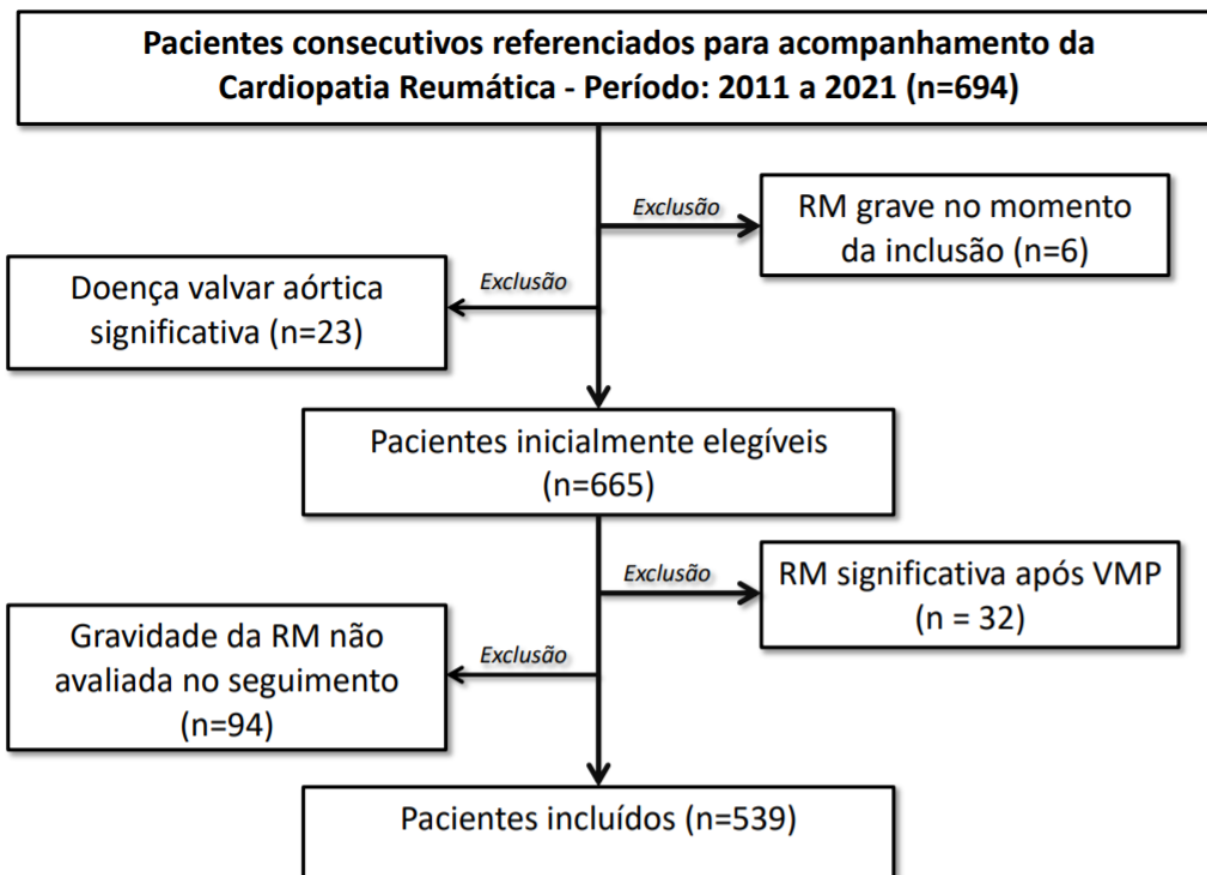 Pacientes consecutivos referenciados para acompanhamento da
Cardiopatia Reumática - Período: 2011 a 2021 (n=694)
Exclusão
RM grave no momento
da inclusão (n=6)
Exclusão
Doença valvar aórtica
significativa (n=23)
Pacientes inicialmente elegíveis
(n=665)
Exclusão
RM significativa após VMP
(n = 32)
Exclusão
Gravidade da RM não
avaliada no seguimento
(n=94)
Pacientes incluídos (n=539)